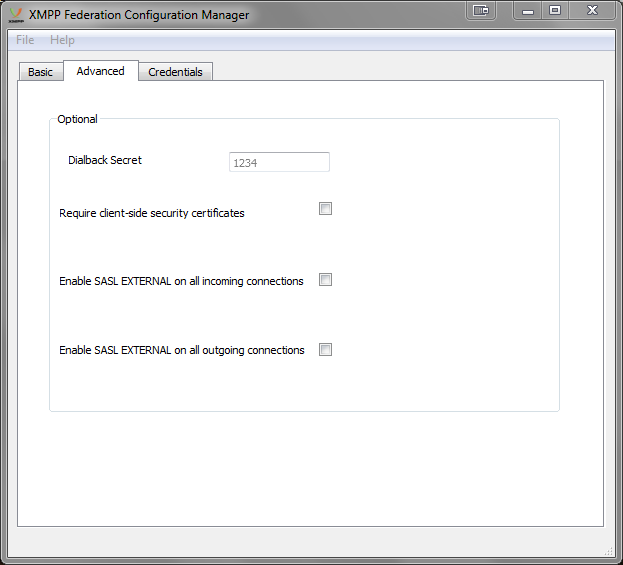 XMPP XMPP Federation Configuration Manager
File Help
Basic Advanced Credentials
Optional
Dialback Secret 1234
Require client-side security certificates
Enable SASL EXTERNAL on all incoming connections
Enable SASL EXTERNAL on all outgoing connections